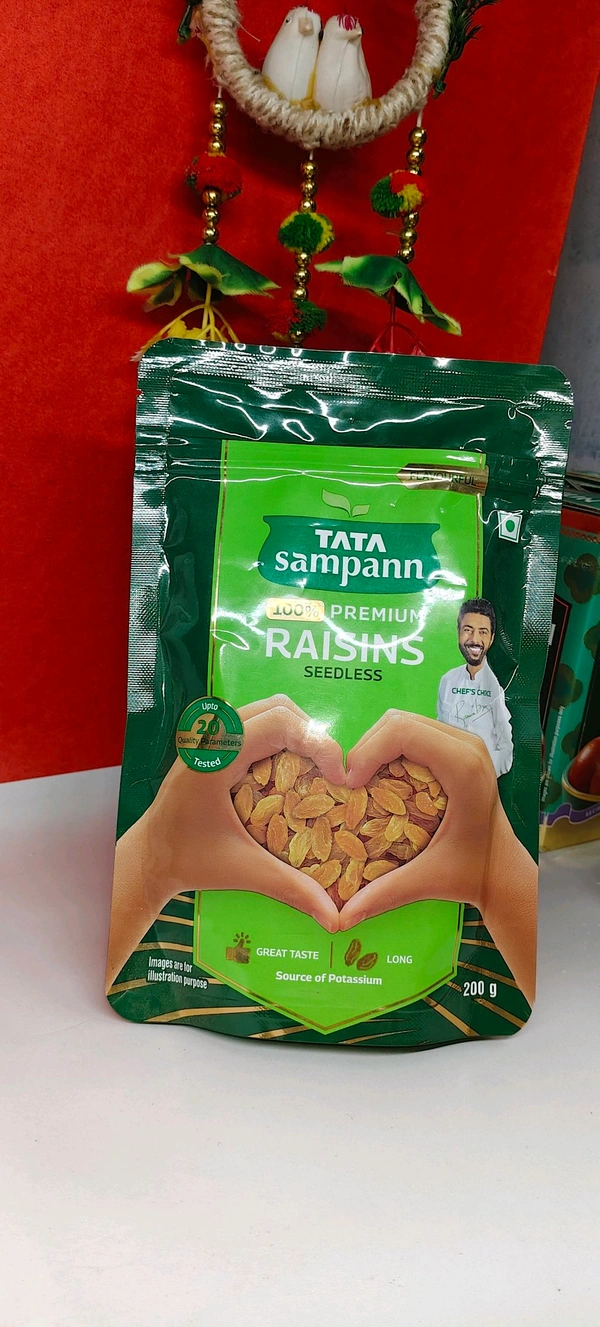 FLAVOURFUL
TATA
sampann
100% PREMIUM
RAISINS
SEEDLESS
CHEF'S CHOICE
Upto
20
Quality Parameters
Tested
GREAT TASTE
LONG
Source of Potassium
Images are for
illustration purpose
200 g